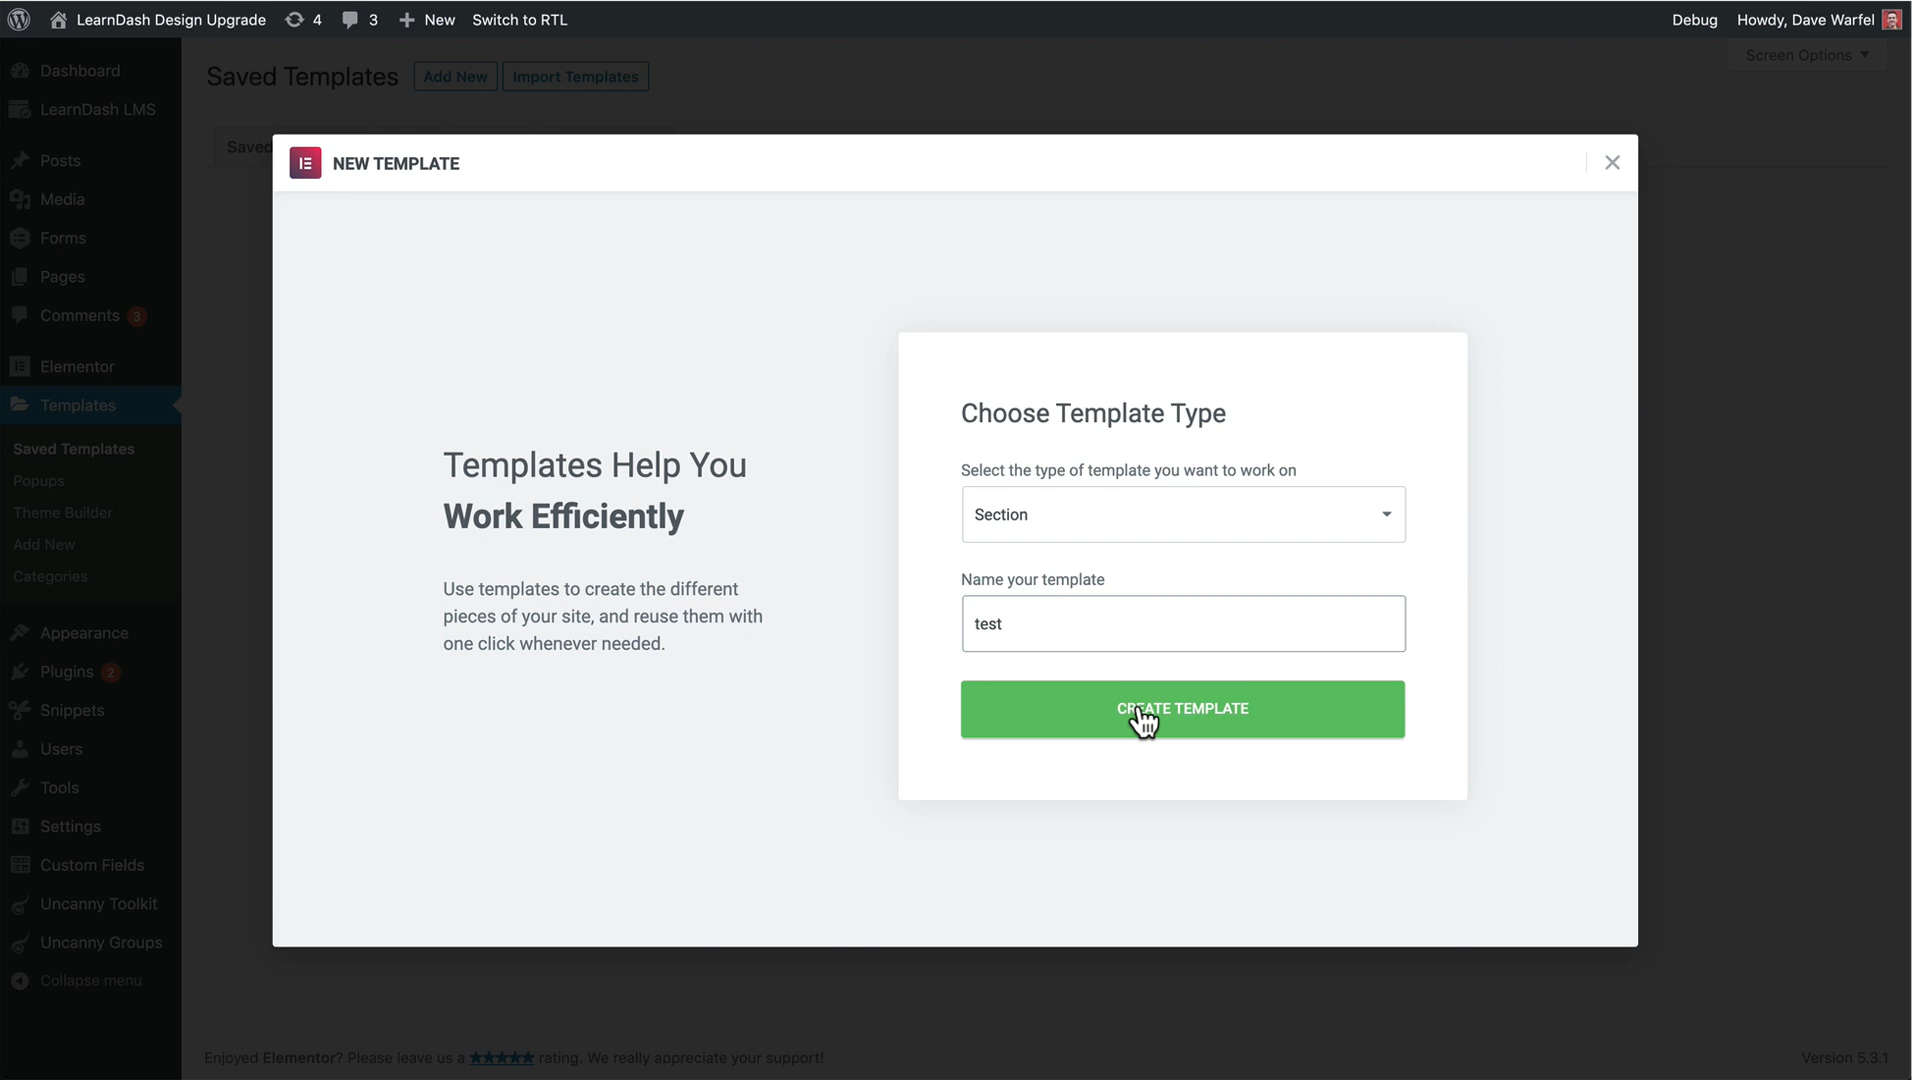 LearnDash Design Upgrade 4 3 New Switch to RTL Debug Howdy, Dave Warfel
Screen Options
Saved Templates Add New Import Templates
Dashboard
LearnDash LMS
Posts
Media
Forms
Pages
Comments 3
Elementor
Templates
Saved Templates
Popups
Theme Builder
Add New
Categories
Appearance
Plugins 2
Snippets
Users
Tools
Settings
Custom Fields
Uncanny Toolkit
Uncanny Groups
Collapse menu
Saved
NEW TEMPLATE
Templates Help You
Work Efficiently
Use templates to create the different
pieces of your site, and reuse them with
one click whenever needed.
Choose Template Type
Select the type of template you want to work on
Section
Name your template
test
CREATE TEMPLATE
Enjoyed Elementor? Please leave us a ★★★★★ rating. We really appreciate your support!
Version 5.3.1